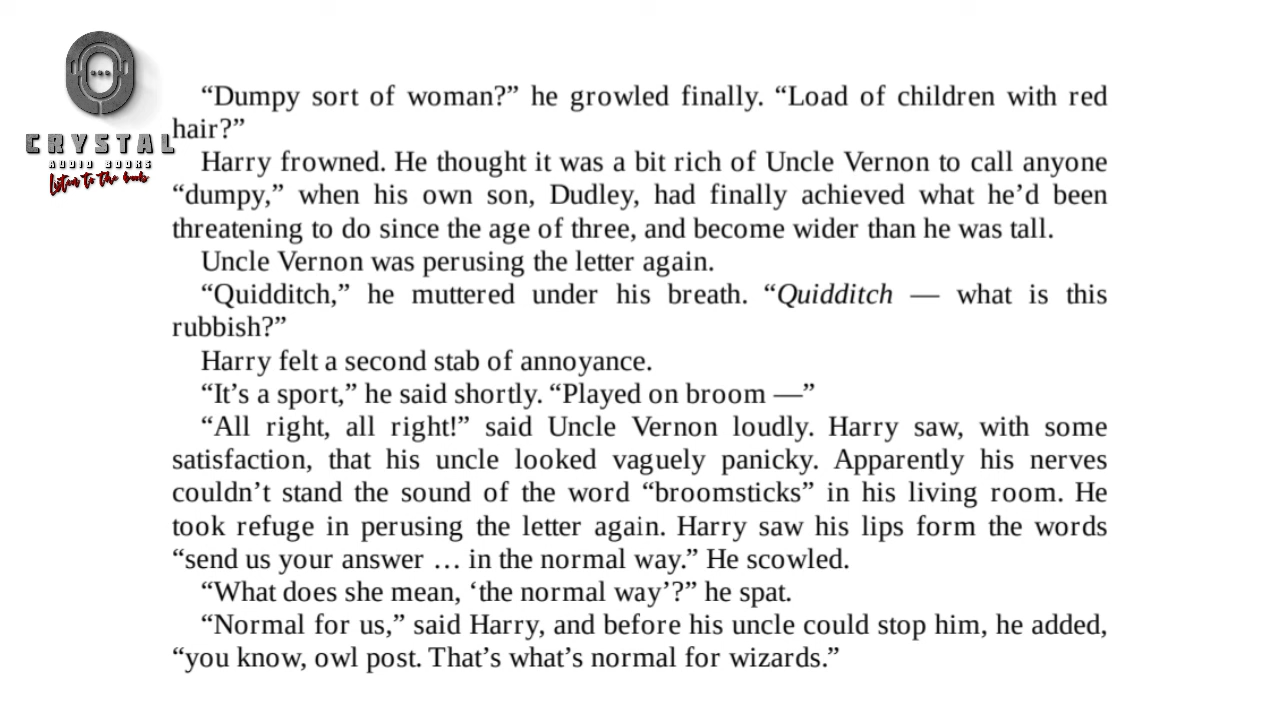 CRYSTAL
AUDIO BOOKS
Listen to the book
“Dumpy sort of woman?” he growled finally. “Load of children with red
hair?”
Harry frowned. He thought it was a bit rich of Uncle Vernon to call anyone
“dumpy,” when his own son, Dudley, had finally achieved what he’d been
threatening to do since the age of three, and become wider than he was tall.
Uncle Vernon was perusing the letter again.
“Quidditch,” he muttered under his breath. “Quidditch — what is this
rubbish?”
Harry felt a second stab of annoyance.
“It’s a sport,” he said shortly. “Played on broom —”
“All right, all right!” said Uncle Vernon loudly. Harry saw, with some
satisfaction, that his uncle looked vaguely panicky. Apparently his nerves
couldn’t stand the sound of the word “broomsticks” in his living room. He
took refuge in perusing the letter again. Harry saw his lips form the words
“send us your answer … in the normal way.” He scowled.
“What does she mean, ‘the normal way’?” he spat.
“Normal for us,” said Harry, and before his uncle could stop him, he added,
“you know, owl post. That’s what’s normal for wizards.”